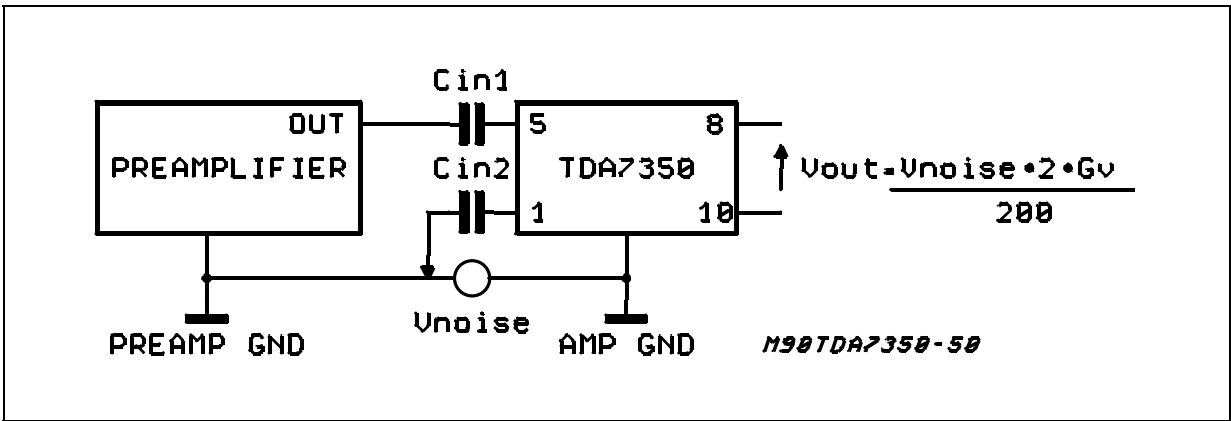 Cin1
OUT
PREAMPLIFIER
5
8
Cin2
TDA7350
1
10
Vout=Vnoise•2•Gv
200
Vnoise
PREAMP GND
AMP GND
M90TDA7350-50